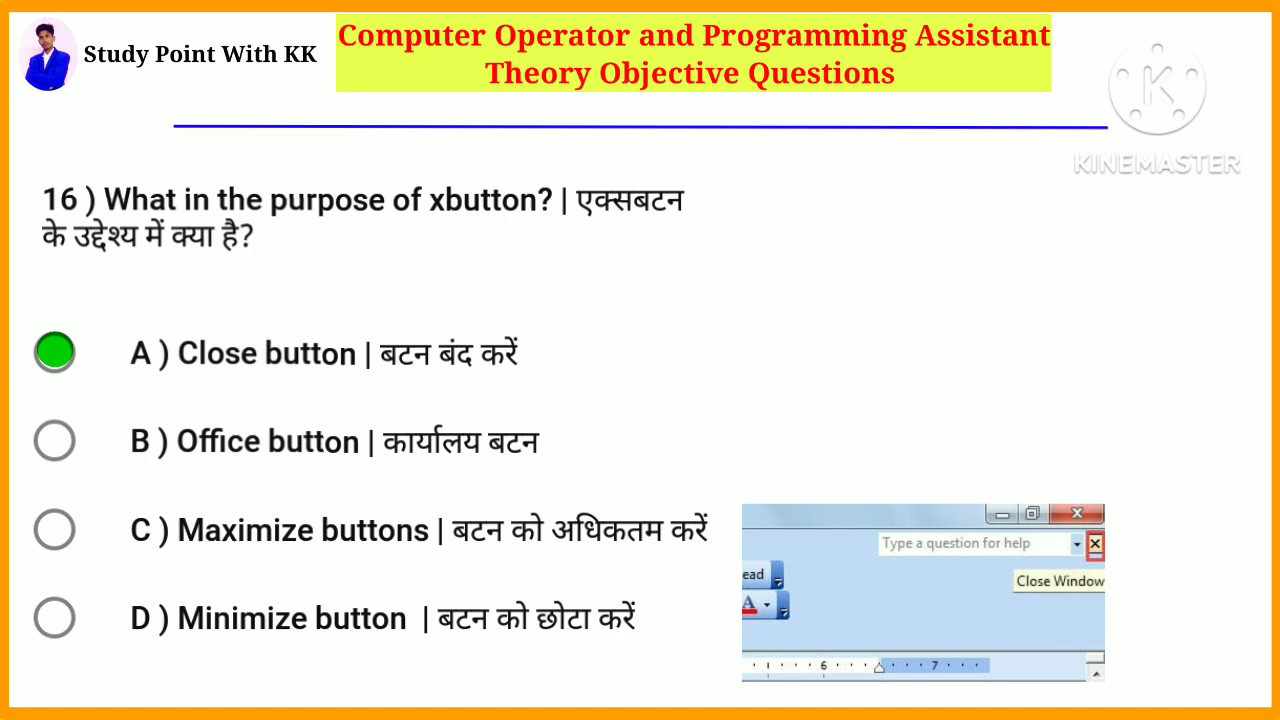 Study Point With KK
Computer Operator and Programming Assistant
Theory Objective Questions
K
KINEMASTER
16 ) What in the purpose of xbutton? | एक्सबटन
के उद्देश्य में क्या है?
A ) Close button | बटन बंद करें
B ) Office button | कार्यालय बटन
C ) Maximize buttons | बटन को अधिकतम करें
D ) Minimize button | बटन को छोटा करें
Type a question for help
ead
Close Window
A
6 7